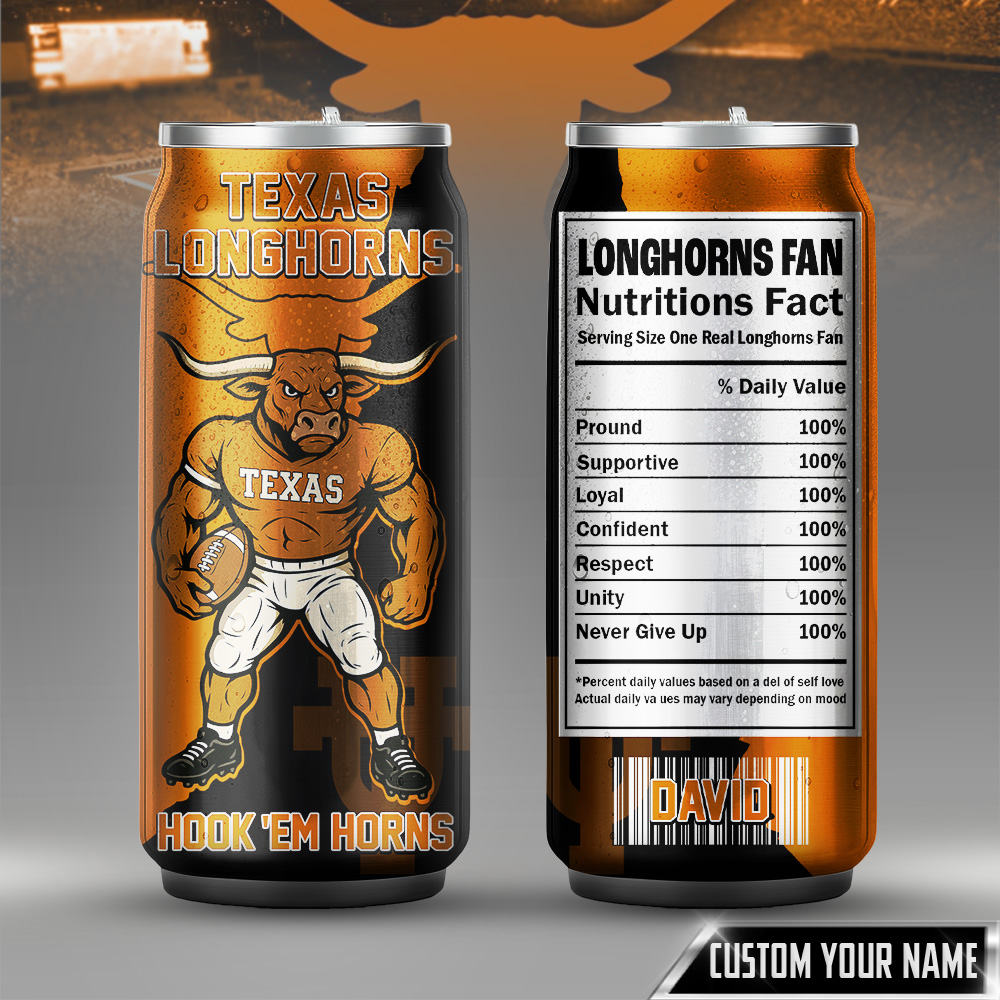 TEXAS
LONGHORNS
TEXAS
HOOK 'EM HORNS
LONGHORNS FAN
Nutritions Fact
Serving Size One Real Longhorns Fan
% Daily Value
Pround 100%
Supportive 100%
Loyal 100%
Confident 100%
Respect 100%
Unity 100%
Never Give Up 100%
*Percent daily values based on a del of self love
Actual daily va ues may vary depending on mood
DAVID
CUSTOM YOUR NAME